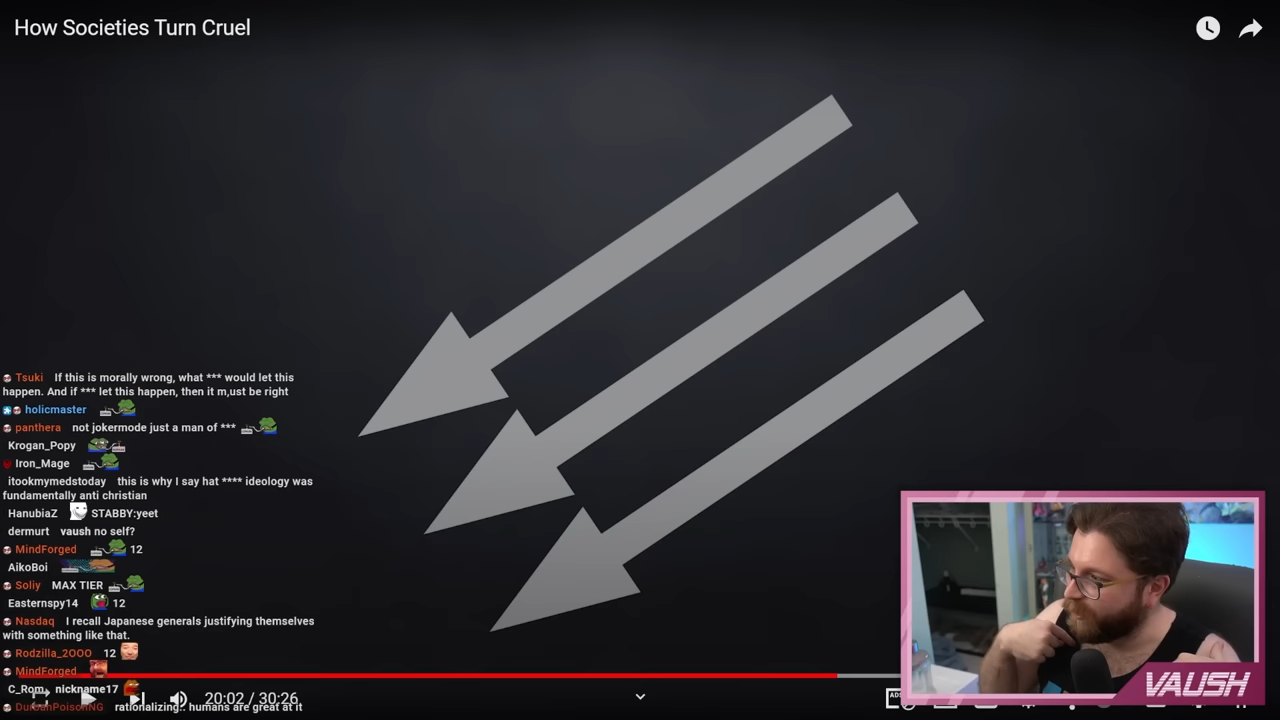 How Societies Turn Cruel
Tsuki If this is morally wrong, what *** would let this
happen. And if *** let this happen, then it m,ust be right
holicmaster
panthera not jokermode just a man of ***
Krogan_Popy
Iron_Mage
itookmymedstoday this is why I say hat **** ideology was
fundamentally anti christian
HanubiaZ STABBY:yeet
dermurt vaush no self?
MindForged 12
AikoBoi
Soliy MAX TIER
Easternspy14 12
Nasdaq I recall Japanese generals justifying themselves
with something like that.
Rodzilla_2000 12
MindForged
C_Rom nickname17
20:02 / 30:26
rationalizing? humans are great at it
VAUSH